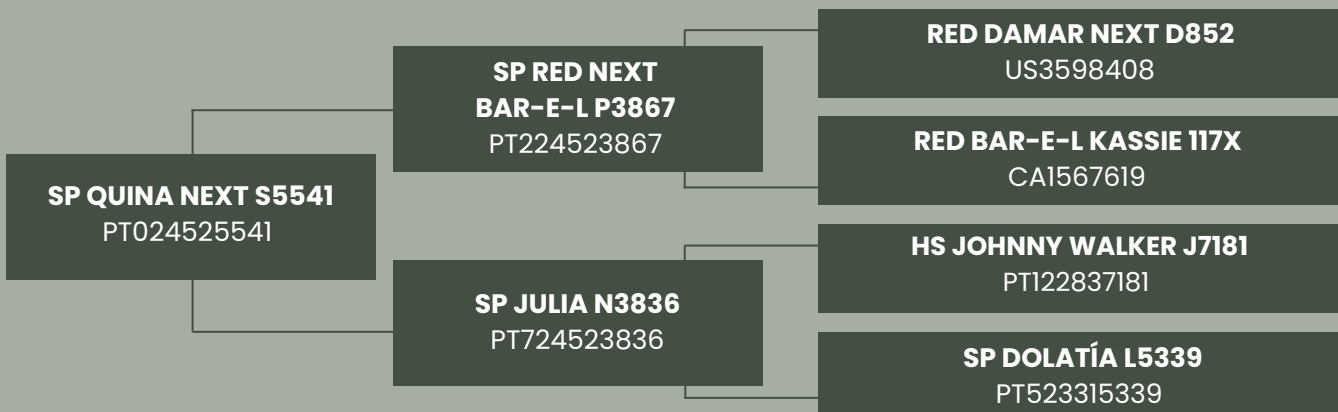 SP QUINA NEXT S5541
PT024525541
SP RED NEXT
BAR-E-L P3867
PT224523867
SP JULIA N3836
PT724523836
RED DAMAR NEXT D852
US3598408
RED BAR-E-L KASSIE 117X
CA1567619
HS JOHNNY WALKER J7181
PT122837181
SP DOLATÍA L5339
PT523315339